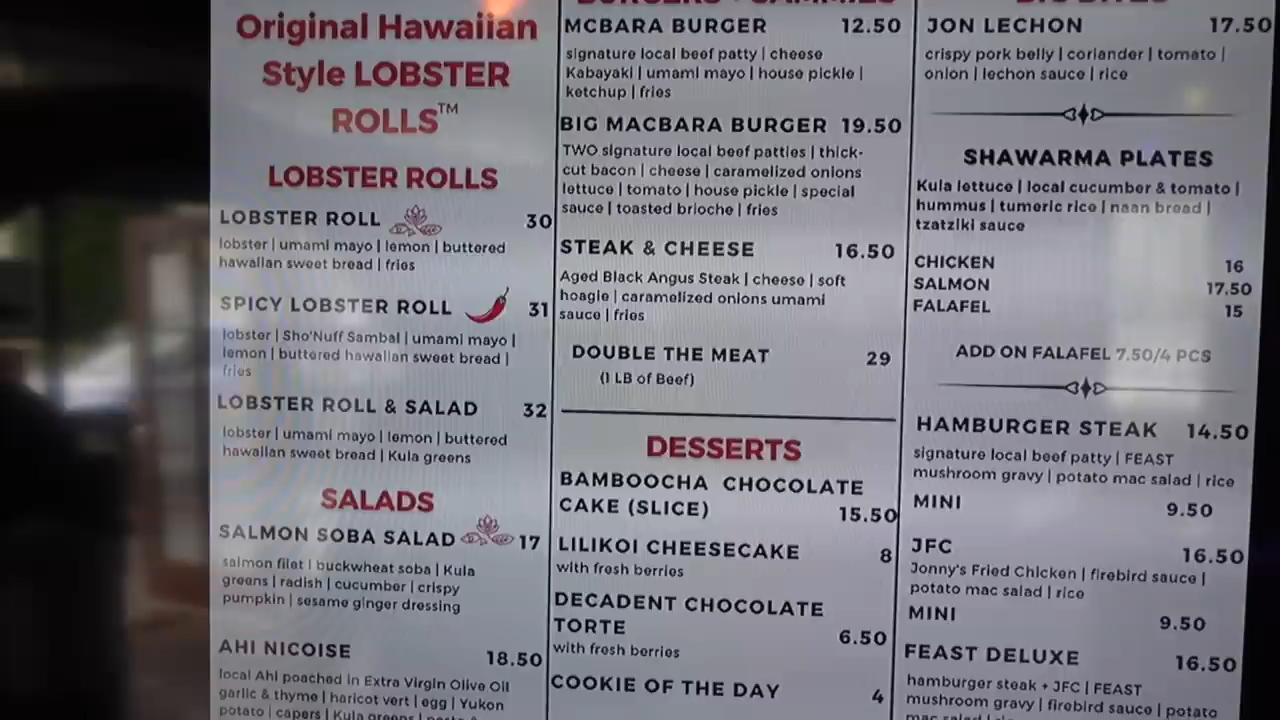 Original Hawaiian
Style LOBSTER
ROLLS™
LOBSTER ROLLS
LOBSTER ROLL 30
lobster | umami mayo | lemon | buttered
hawaiian sweet bread | fries
SPICY LOBSTER ROLL 31
lobster | Sho'Nuff Sambal | umami mayo |
lemon | buttered hawaiian sweet bread |
fries
LOBSTER ROLL & SALAD 32
lobster | umami mayo | lemon | buttered
hawaiian sweet bread | Kula greens
SALADS
SALMON SOBA SALAD 17
salmon filet | buckwheat soba | Kula
greens | radish | cucumber | crispy
pumpkin | sesame ginger dressing
AHI NICOISE 18.50
local Ahi poached in Extra Virgin Olive Oil
garlic & thyme | haricot vert | egg | Yukon
potato | capers | Kula greens |
BURGERS + SAMMIES
MCBARA BURGER 12.50
signature local beef patty | cheese
Kabayaki | umami mayo | house pickle |
ketchup | fries
BIG MACBARA BURGER 19.50
TWO signature local beef patties | thick-
cut bacon | cheese | caramelized onions
lettuce | tomato | house pickle | special
sauce | toasted brioche | fries
STEAK & CHEESE 16.50
Aged Black Angus Steak | cheese | soft
hoagie | caramelized onions umami
sauce | fries
DOUBLE THE MEAT 29
(1 LB of Beef)
DESSERTS
BAMBOOCHA CHOCOLATE
CAKE (SLICE) 15.50
LILIKOI CHEESECAKE 8
with fresh berries
DECADENT CHOCOLATE
TORTE 6.50
with fresh berries
COOKIE OF THE DAY 4
BIG BITES
JON LECHON 17.50
crispy pork belly | coriander | tomato |
onion | lechon sauce | rice
SHAWARMA PLATES
Kula lettuce | local cucumber & tomato |
hummus | tumeric rice | naan bread |
tzatziki sauce
CHICKEN 16
SALMON 17.50
FALAFEL 15
ADD ON FALAFEL 7.50/4 PCS
HAMBURGER STEAK 14.50
signature local beef patty | FEAST
mushroom gravy | potato mac salad | rice
MINI 9.50
JFC 16.50
Jonny's Fried Chicken | firebird sauce |
potato mac salad | rice
MINI 9.50
FEAST DELUXE 16.50
hamburger steak + JFC | FEAST
mushroom gravy | firebird sauce | potato
mac salad |